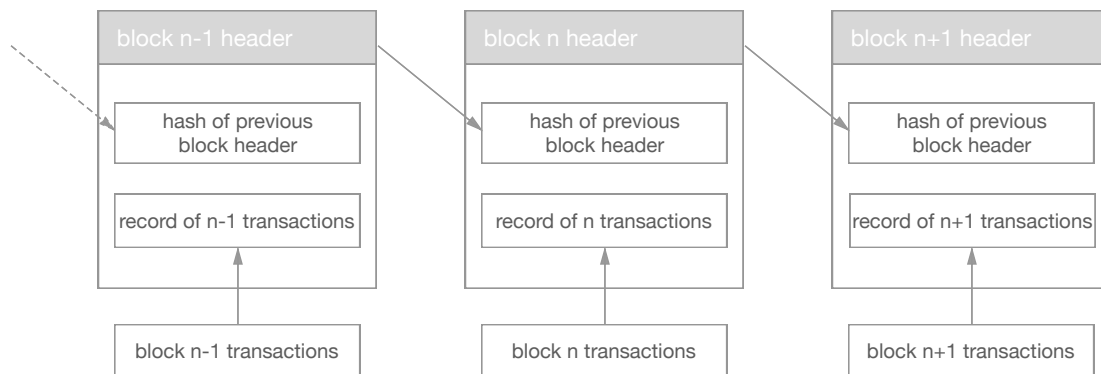 block n-1 header
block n header
block n+1 header
hash of previous
block header
hash of previous
block header
hash of previous
block header
record of n-1 transactions
record of n transactions
record of n+1 transactions
block n-1 transactions
block n transactions
block n+1 transactions